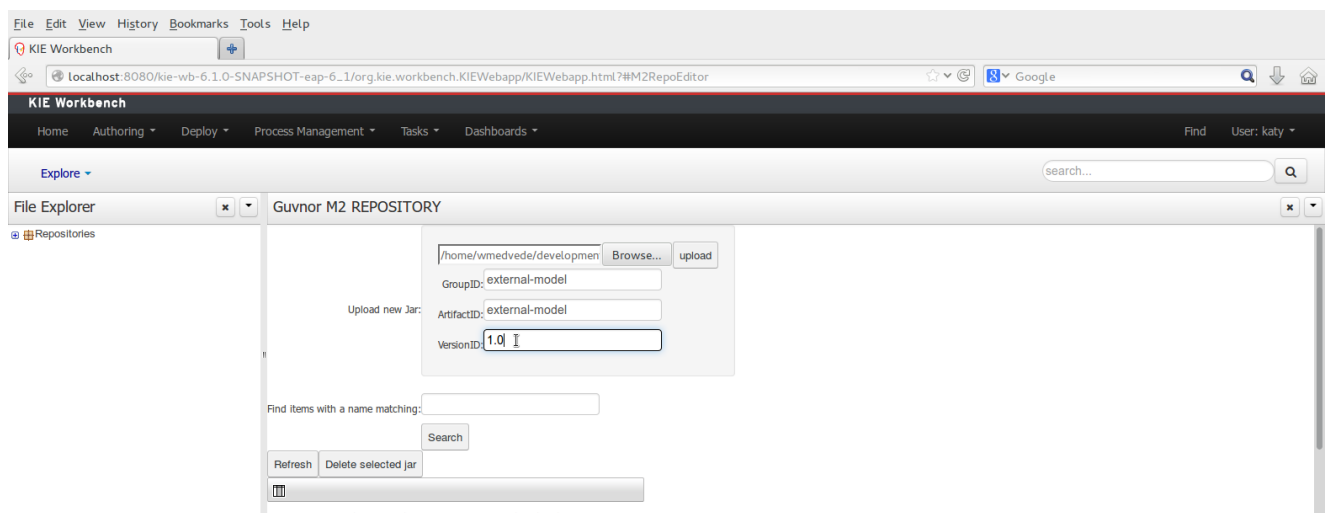 File Edit View History Bookmarks Tools Help
KIE Workbench
localhost:8080/kie-wb-6.1.0-SNAPSHOT-eap-6_1/org.kie.workbench.KIEWebapp/KIEWebapp.html?#M2RepoEditor
8 Google
KIE Workbench
Home Authoring Deploy Process Management Tasks Dashboards Find User: katy
Explore search...
File Explorer Guvnor M2 REPOSITORY
Repositories
/home/wmedvede/developmen Browse... upload
GroupID: external-model
Upload new Jar: ArtifactID: external-model
VersionID: 1.0
Find items with a name matching:
Search
Refresh Delete selected jar